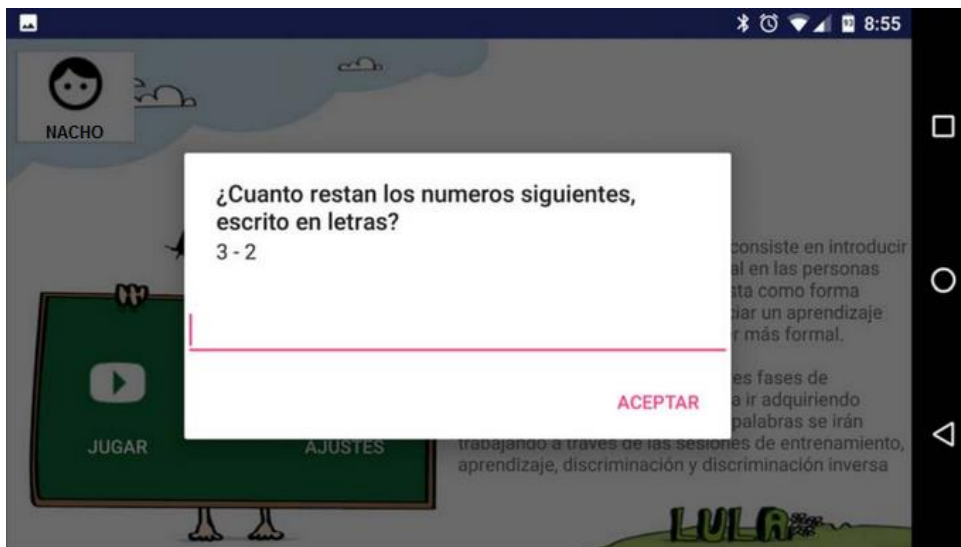 8:55
NACHO
¿Cuanto restan los numeros siguientes,
escrito en letras?
3 - 2
ACEPTAR
consiste en introducir
al en las personas
sta como forma
ciar un aprendizaje
r más formal.
es fases de
a ir adquiriendo
palabras se irán
trabajando a través de las sesiones de entrenamiento,
aprendizaje, discriminación y discriminación inversa
JUGAR
AJUSTES
LULA